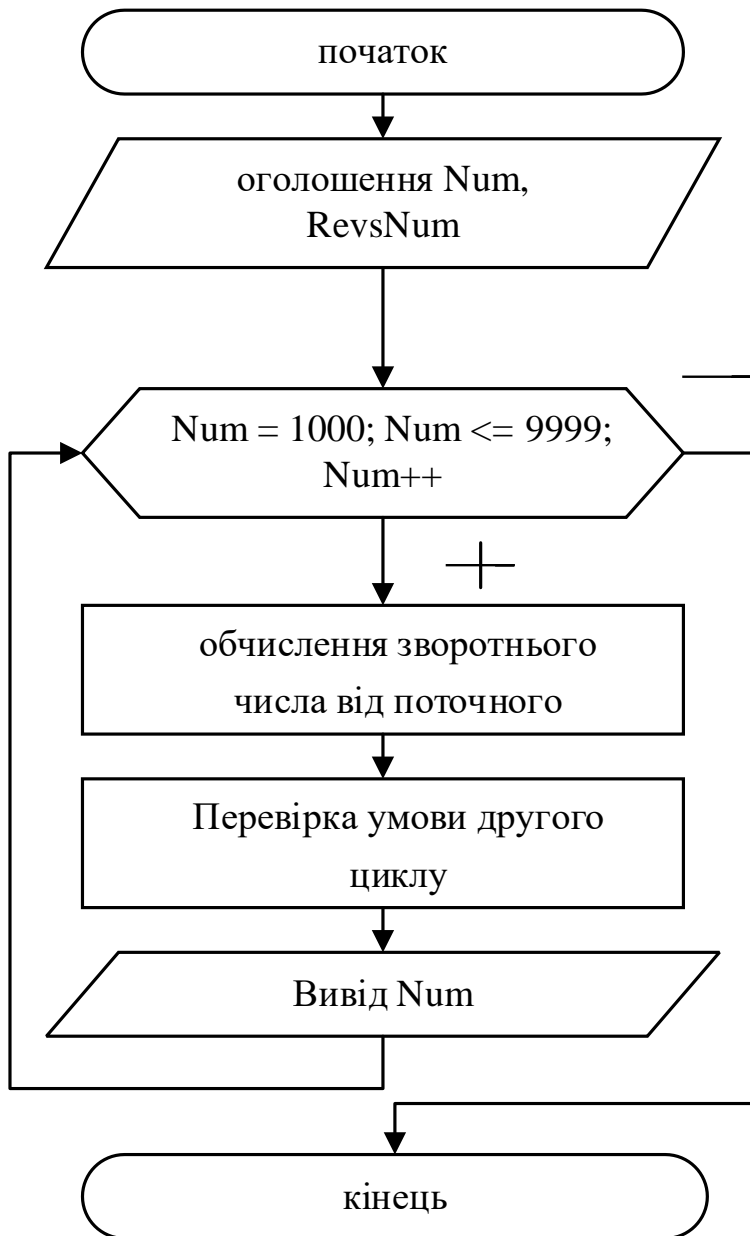 початок
оголошення Num,
RevsNum
Num = 1000; Num <= 9999;
Num++
обчислення зворотнього
числа від поточного
Перевірка умови другого
циклу
Вивід Num
кінець